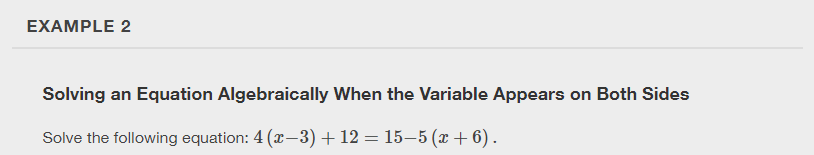 EXAMPLE 2
Solving an Equation Algebraically When the Variable Appears on Both Sides
Solve the following equation: 4 (x−3) + 12 = 15−5 (x + 6) .